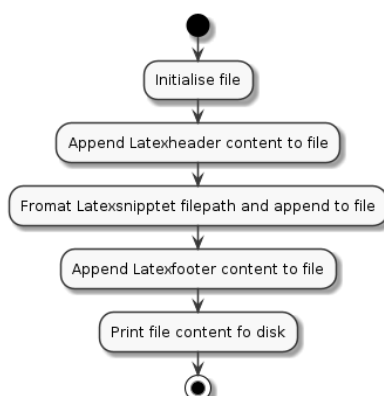 Initialise file
Append Latexheader content to file
Fromat Latexsnipptet filepath and append to file
Append Latexfooter content to file
Print file content fo disk